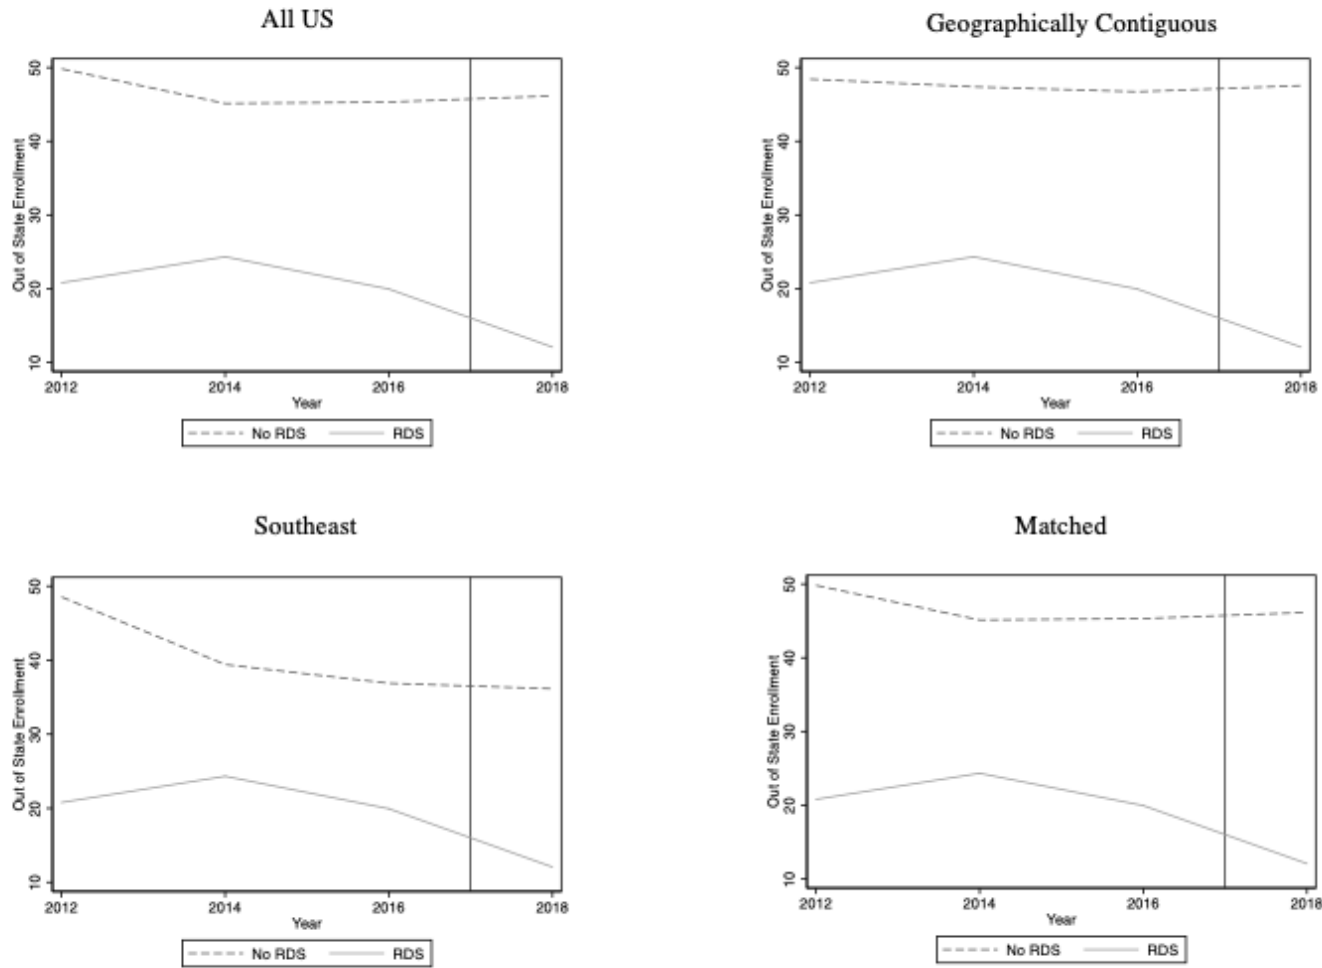 All US
Out of State Enrollment
50
40
30
20
10
2012 2014 2016 2018
Year
No RDS RDS
Geographically Contiguous
Out of State Enrollment
50
40
30
20
10
2012 2014 2016 2018
Year
No RDS RDS
Southeast
Out of State Enrollment
50
40
30
20
10
2012 2014 2016 2018
Year
No RDS RDS
Matched
Out of State Enrollment
50
40
30
20
10
2012 2014 2016 2018
Year
No RDS RDS